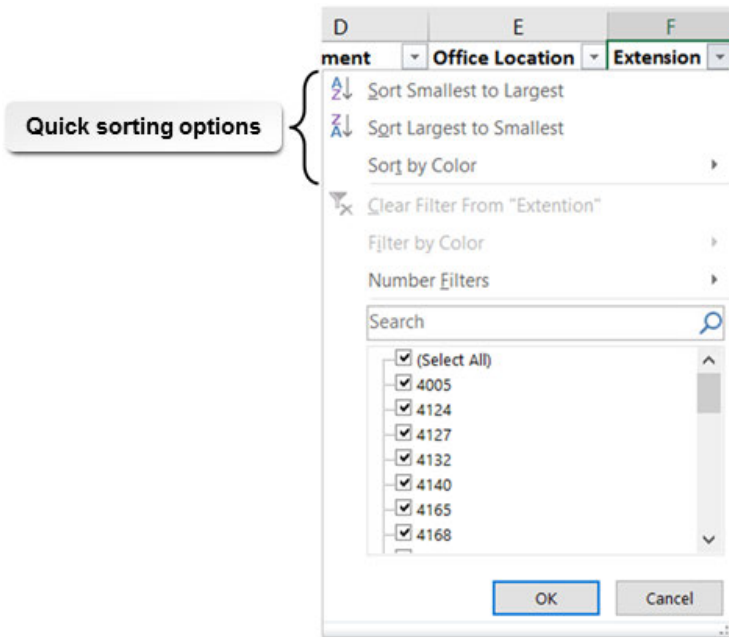 D E F
ment Office Location Extension
Sort Smallest to Largest
Quick sorting options
Sort Largest to Smallest
Sort by Color
Clear Filter From "Extention"
Filter by Color
Number Filters
Search
(Select All)
4005
4124
4127
4132
4140
4165
4168
OK Cancel